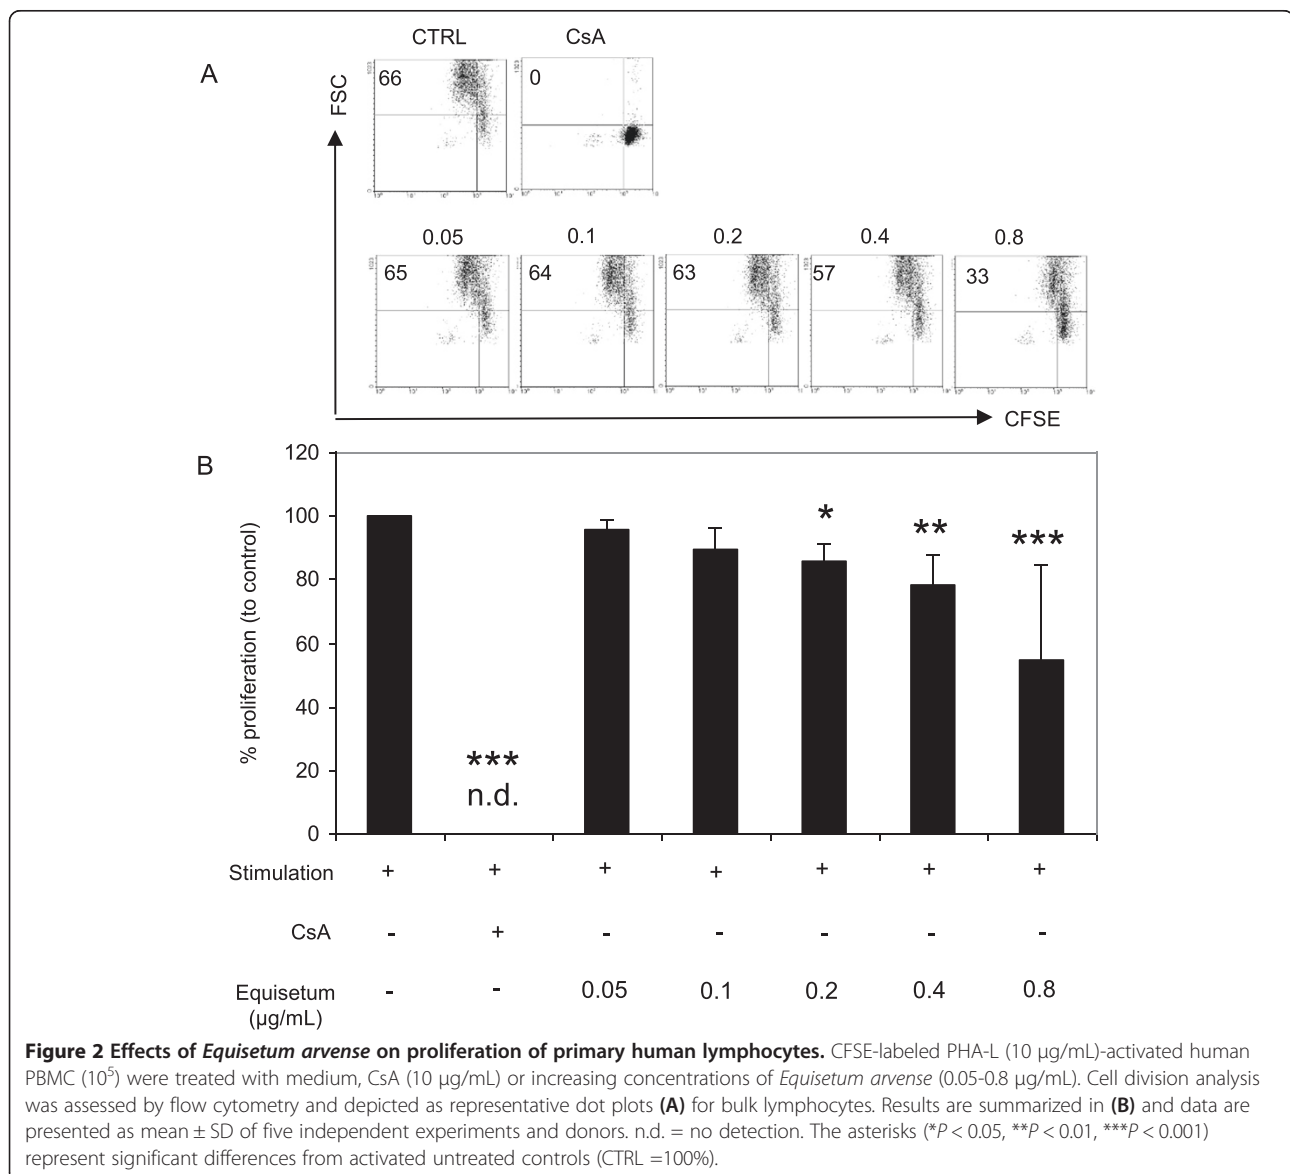 CTRL CsA
A
FSC
66 0
0.05 0.1 0.2 0.4 0.8
65 64 63 57 33
CFSE
B
% proliferation (to control)
120
100
80
60
40
20
0
*
**
***
***
n.d.
Stimulation + + + + + + +
CsA - + - - - - -
Equisetum - - 0.05 0.1 0.2 0.4 0.8
(µg/mL)
Figure 2 Effects of Equisetum arvense on proliferation of primary human lymphocytes. CFSE-labeled PHA-L (10 µg/mL)-activated human
PBMC (10⁵) were treated with medium, CsA (10 µg/mL) or increasing concentrations of Equisetum arvense (0.05-0.8 µg/mL). Cell division analysis
was assessed by flow cytometry and depicted as representative dot plots (A) for bulk lymphocytes. Results are summarized in (B) and data are
presented as mean ± SD of five independent experiments and donors. n.d. = no detection. The asterisks (*P < 0.05, **P < 0.01, ***P < 0.001)
represent significant differences from activated untreated controls (CTRL =100%).